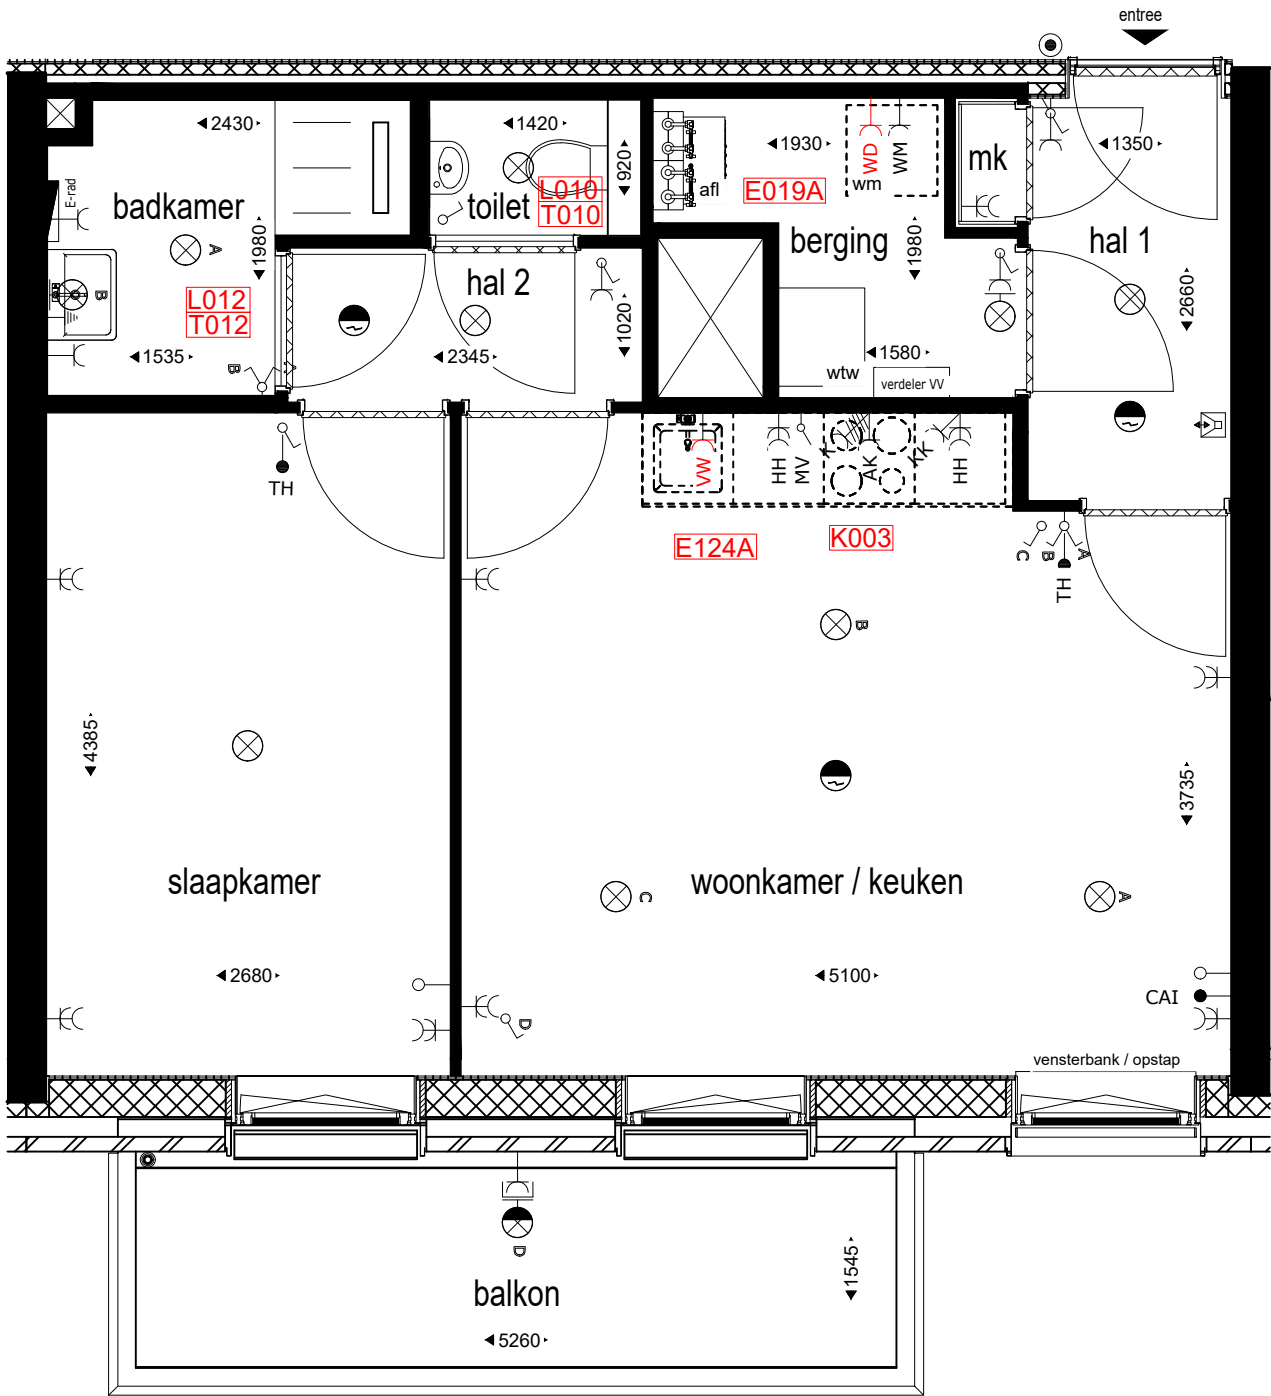 entree
2430
1420
920
1930
WD
WM
wm
mk
1350
E-rad
badkamer
toilet
L010
T010
afl
E019A
A
1980
berging
1980
hal 1
B
L012
T012
hal 2
1020
2660
1535
B
2345
wtw
1580
verdeler VV
TH
VW
HH
MV
K
AK
KK
HH
E124A
K003
C
B
A
TH
B
4385
3735
slaapkamer
woonkamer / keuken
C
A
2680
5100
CAI
D
vensterbank / opstap
D
1545
balkon
5260